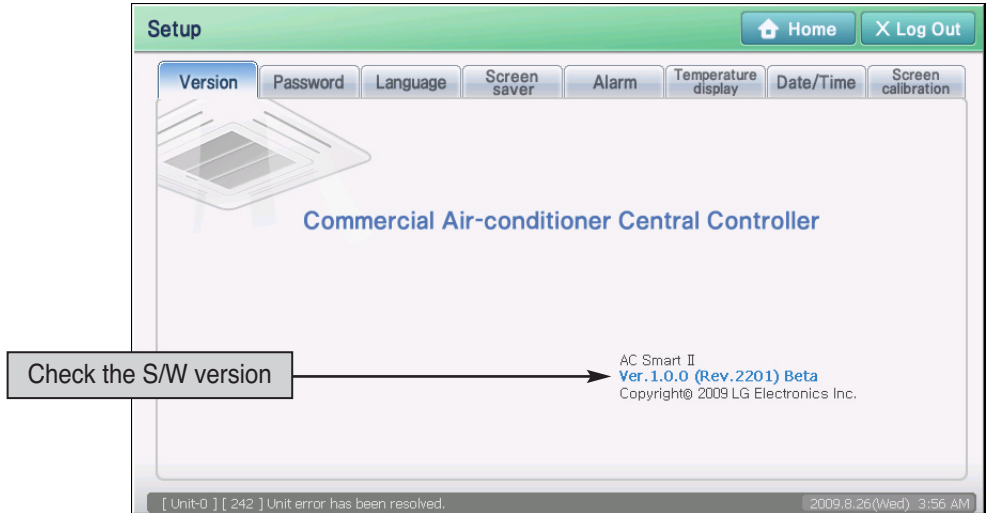 Setup
Home
X Log Out
Version
Password
Language
Screen
saver
Alarm
Temperature
display
Date/Time
Screen
calibration
Commercial Air-conditioner Central Controller
Check the S/W version
AC Smart Ⅱ
Ver.1.0.0 (Rev.2201) Beta
Copyright© 2009 LG Electronics Inc.
[ Unit-0 ] [ 242 ] Unit error has been resolved.
2009.8.26(Wed) 3:56 AM